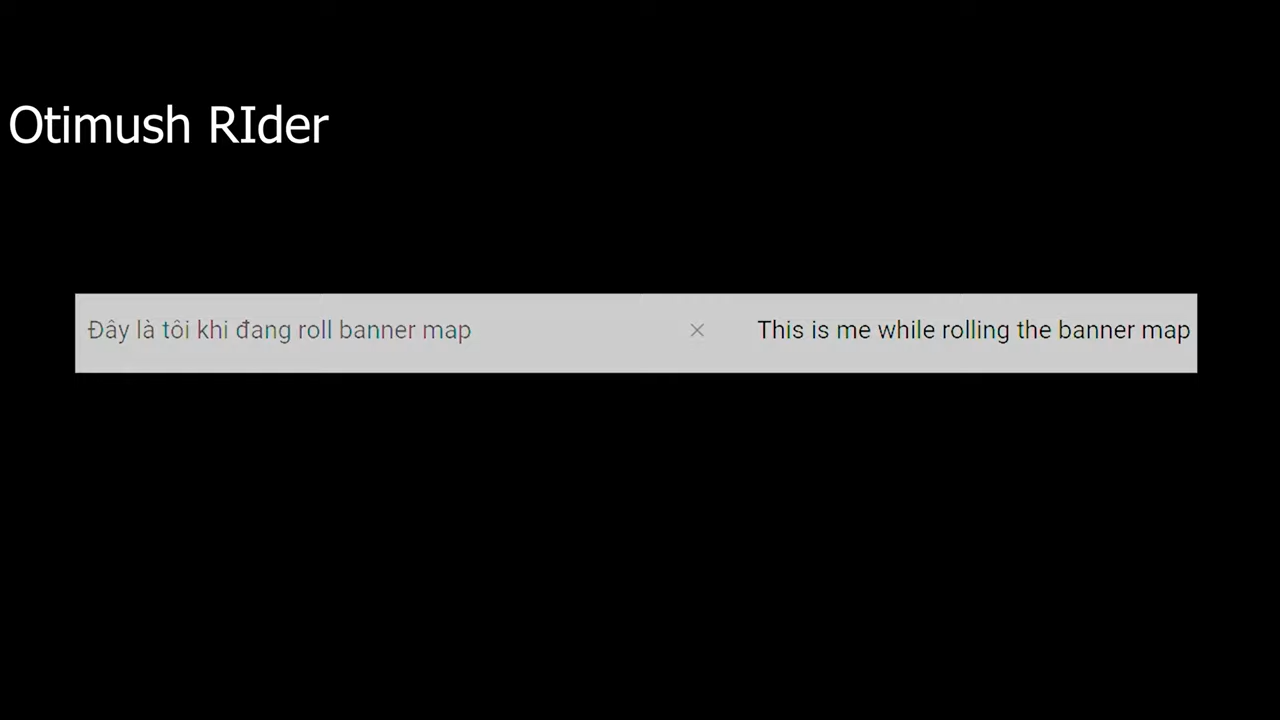 Otimush RIder
Đây là tôi khi đang roll banner map
This is me while rolling the banner map